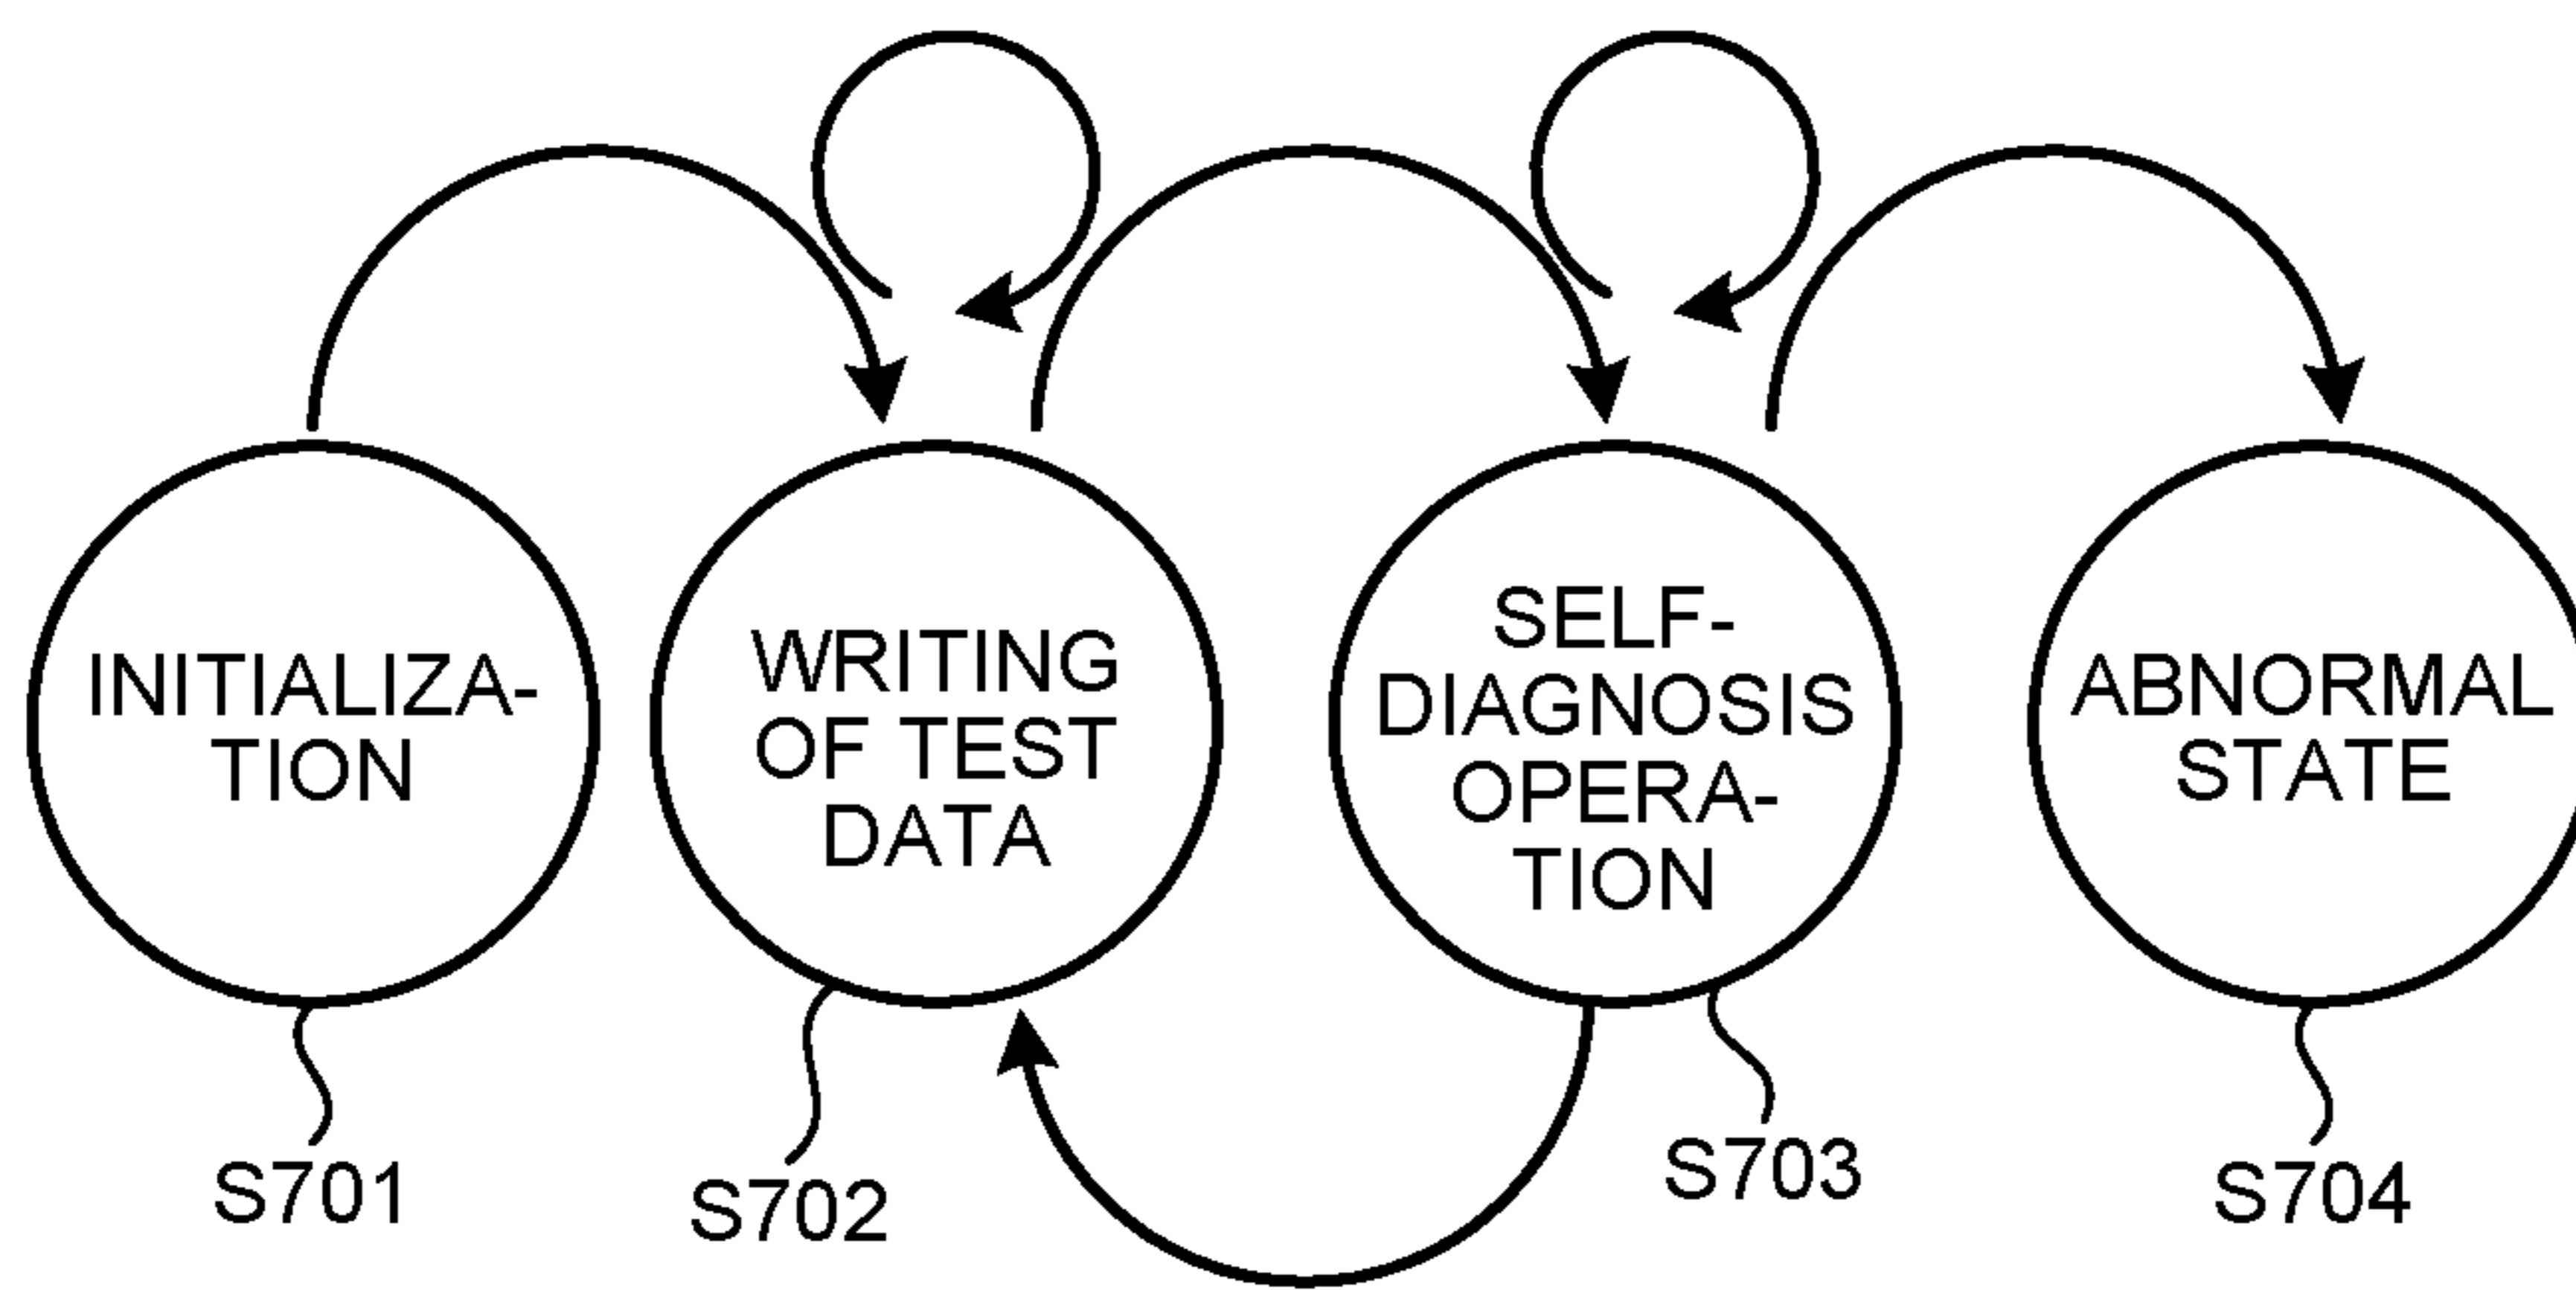 INITIALIZA-
TION
WRITING
OF TEST
DATA
SELF-
DIAGNOSIS
OPERA-
TION
ABNORMAL
STATE
S701
S702
S703
S704